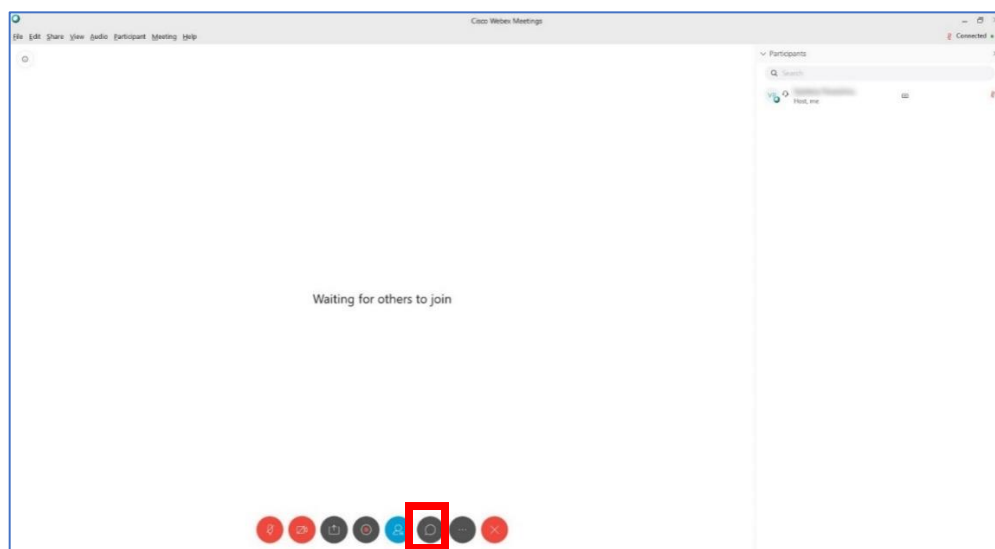 Cisco Webex Meetings
File Edit Share View Audio Participant Meeting Help
Connected
Participants
Search
Host, me
Waiting for others to join